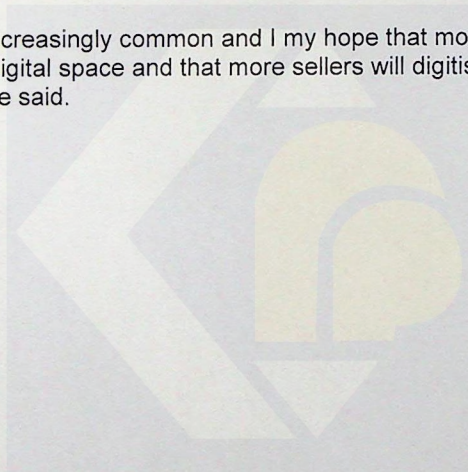 creasingly common and I my hope that mo
igital space and that more sellers will digitis
e said.